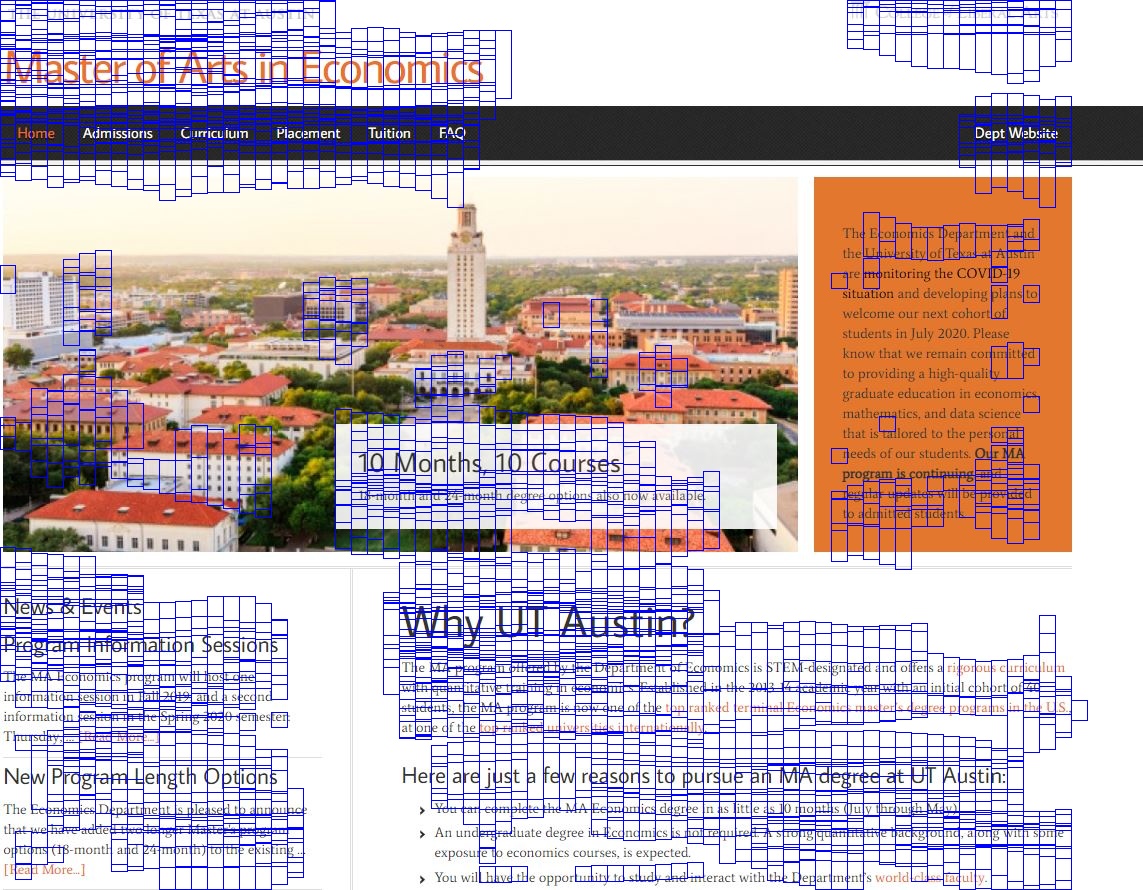 THE UNIVERSITY OF TEXAS AT AUSTIN
COLLEGE of LIBERAL ARTS
Master of Arts in Economics
Home Admissions Curriculum Placement Tuition FAQ Dept Website
The Economics Department and
the University of Texas at Austin
are monitoring the COVID-19
situation and developing plans to
welcome our next cohort of
students in July 2020. Please
know that we remain committed
to providing a high-quality
graduate education in economics,
mathematics, and data science
that is tailored to the personal
needs of our students. Our MA
program is continuing, and
regular updates will be provided
to admitted students.
10 Months, 10 Courses
18-month and 24-month degree options also now available.
News & Events
Program Information Sessions
The MA Economics program will host one
information session in Fall 2019, and a second
information session in the Spring 2020 semester:
Thursday, ... [Read More...]
New Program Length Options
The Economics Department is pleased to announce
that we have added two longer Master's program
options (18-month and 24-month) to the existing ...
[Read More...]
Why UT Austin?
The MA program offered by the Department of Economics is STEM-designated and offers a rigorous curriculum
with quantitative training in economics. Established in the 2013-14 academic year with an initial cohort of 46
students, the MA program is now one of the top ranked terminal Economics master's degree programs in the U.S.
at one of the top ranked universities internationally.
Here are just a few reasons to pursue an MA degree at UT Austin:
You can complete the MA Economics degree in as little as 10 months (July through May).
An undergraduate degree in Economics is not required. A strong quantitative background, along with some
exposure to economics courses, is expected.
You will have the opportunity to study and interact with the Department's world-class faculty.